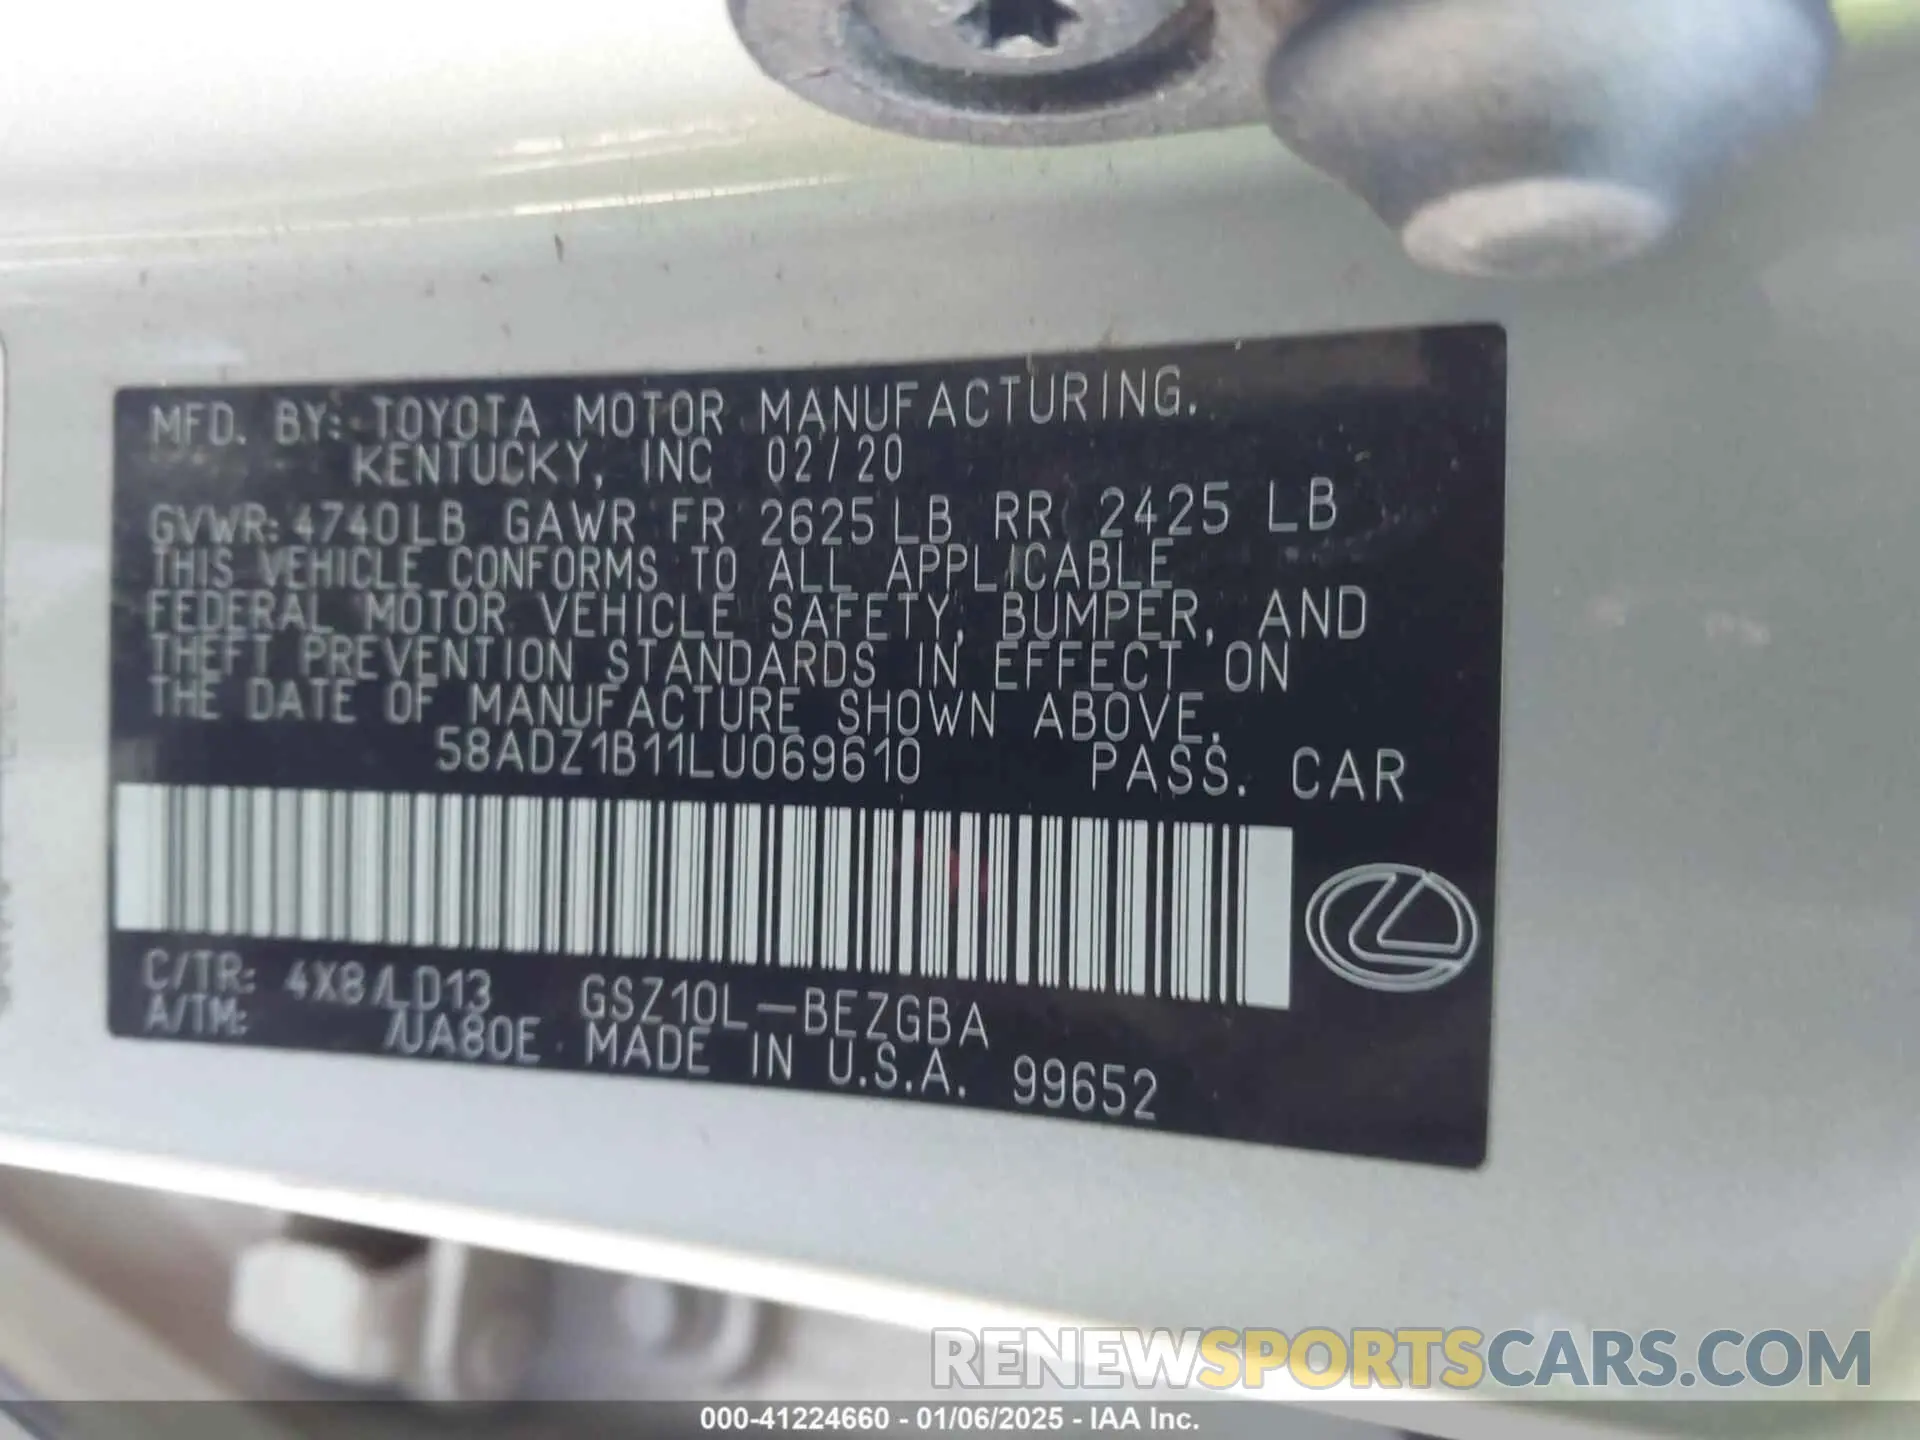 MFD. BY: TOYOTA MOTOR MANUFACTURING.
KENTUCKY, INC 02/20
GVWR: 4740LB GAWR FR 2625LB RR 2425 LB
THIS VEHICLE CONFORMS TO ALL APPLICABLE
FEDERAL MOTOR VEHICLE SAFETY, BUMPER, AND
THEFT PREVENTION STANDARDS IN EFFECT ON
THE DATE OF MANUFACTURE SHOWN ABOVE.
58ADZ1B11LU069610 PASS. CAR
C/TR: 4X8/LD13 GSZ10L-BEZGBA
A/TM: /UA80E MADE IN U.S.A. 99652
RENEWSPORTSCARS.COM
000-41224660 - 01/06/2025 - IAA Inc.